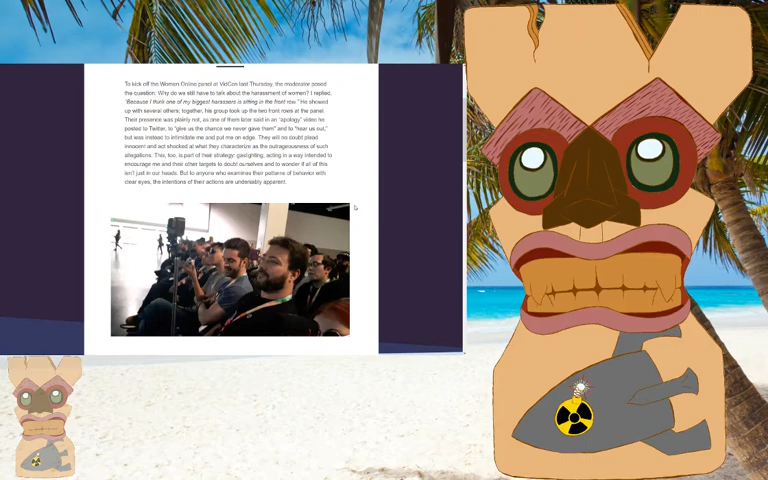 To kick off the Women Online panel at VidCon last Thursday, the moderator posed
the question: Why do we still have to talk about the harassment of women? I replied,
"Because I think one of my biggest harassers is sitting in the front row." He showed
up with several others; together, his group took up the two front rows at the panel.
Their presence was plainly not, as one of them later said in an "apology" video he
posted to Twitter, to "give us the chance we never gave them" and to "hear us out,"
but was instead to intimidate me and put me on edge. They will no doubt plead
innocent and act shocked at what they characterize as the outrageousness of such
allegations. This, too, is part of their strategy: gaslighting, acting in a way intended to
encourage me and their other targets to doubt ourselves and to wonder if all of this
isn't just in our heads. But to anyone who examines their patterns of behavior with
clear eyes, the intentions of their actions are undeniably apparent.